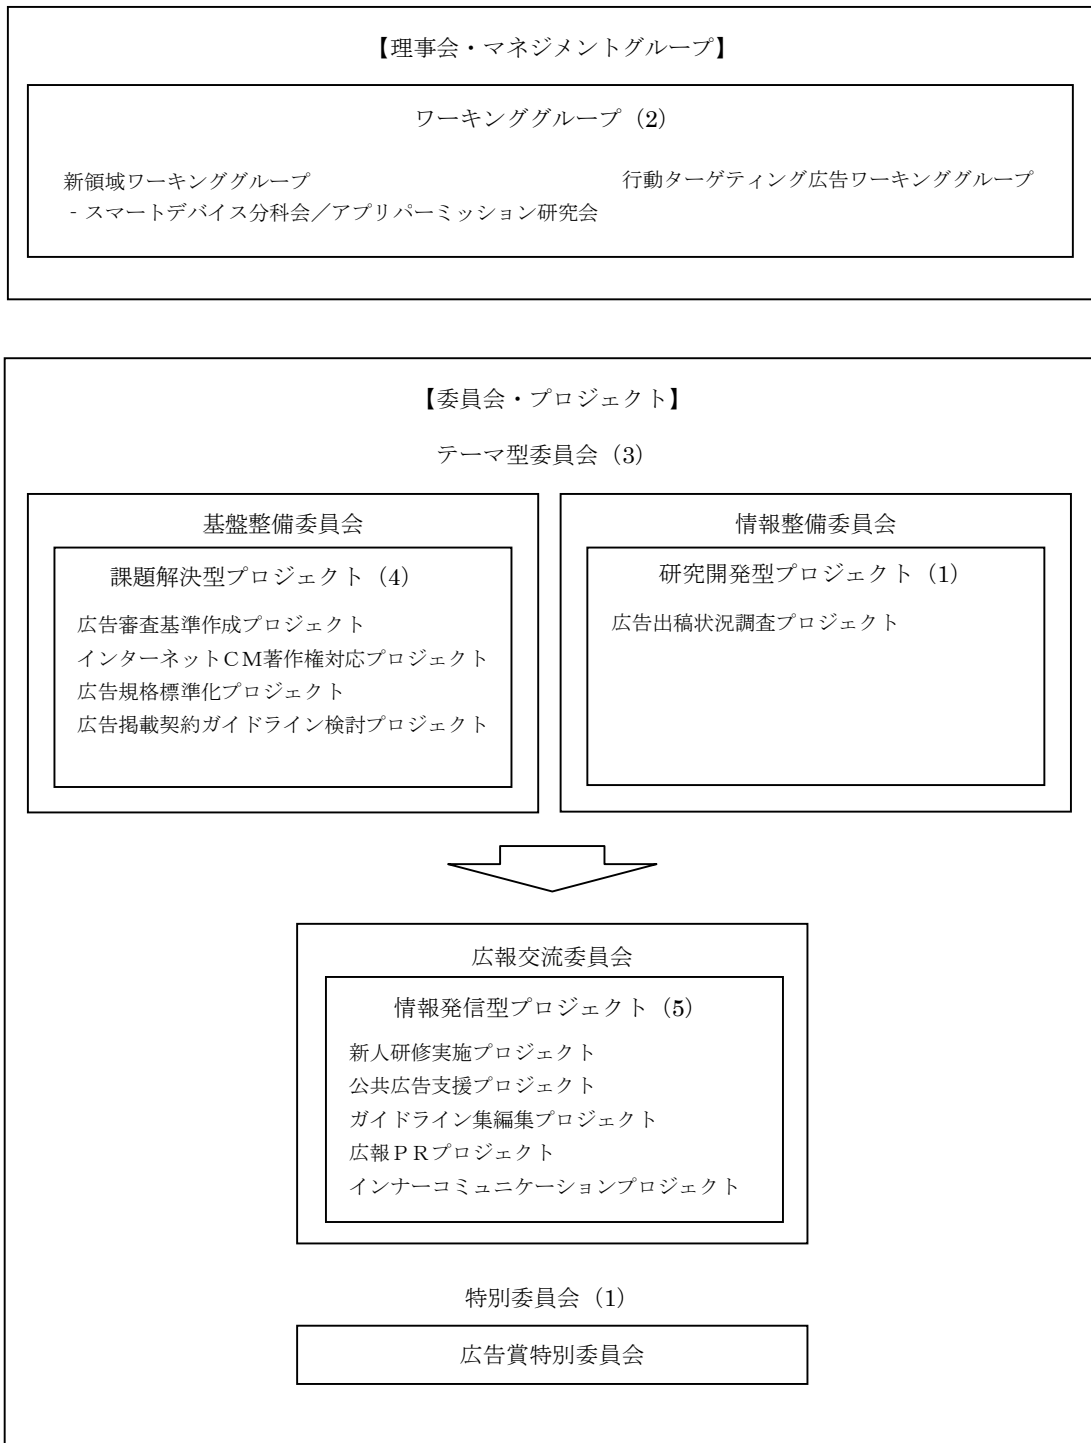 【理事会・マネジメントグループ】
ワーキンググループ（2）
新領域ワーキンググループ
‐スマートデバイス分科会／アプリパーミッション研究会
行動ターゲティング広告ワーキンググループ
【委員会・プロジェクト】
テーマ型委員会（3）
基盤整備委員会
課題解決型プロジェクト（4）
広告審査基準作成プロジェクト
インターネットＣＭ著作権対応プロジェクト
広告規格標準化プロジェクト
広告掲載契約ガイドライン検討プロジェクト
情報整備委員会
研究開発型プロジェクト（1）
広告出稿状況調査プロジェクト
広報交流委員会
情報発信型プロジェクト（5）
新人研修実施プロジェクト
公共広告支援プロジェクト
ガイドライン集編集プロジェクト
広報ＰＲプロジェクト
インナーコミュニケーションプロジェクト
特別委員会（1）
広告賞特別委員会